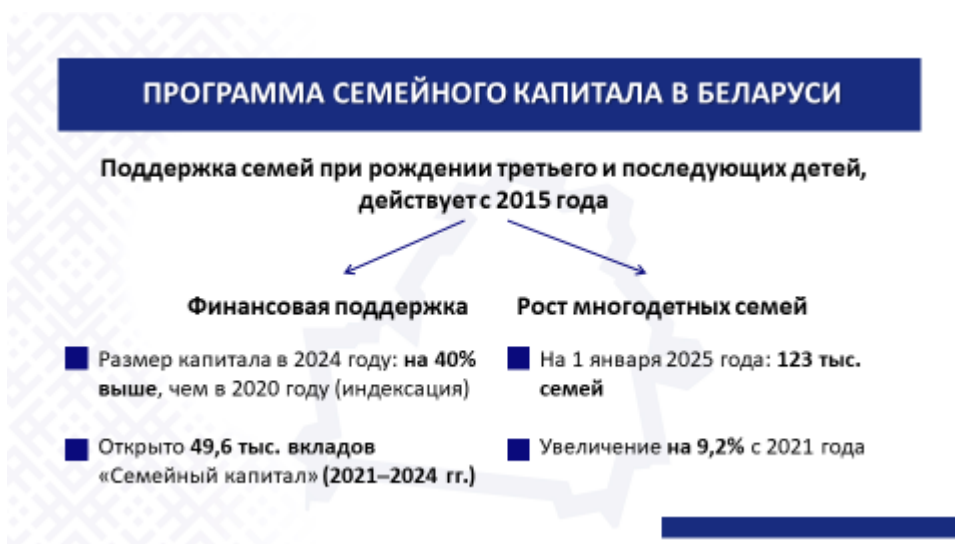 ПРОГРАММА СЕМЕЙНОГО КАПИТАЛА В БЕЛАРУСИ
Поддержка семей при рождении третьего и последующих детей,
действует с 2015 года
Финансовая поддержка
Размер капитала в 2024 году: на 40%
выше, чем в 2020 году (индексация)
Открыто 49,6 тыс. вкладов
«Семейный капитал» (2021–2024 гг.)
Рост многодетных семей
На 1 января 2025 года: 123 тыс.
семей
Увеличение на 9,2% с 2021 года